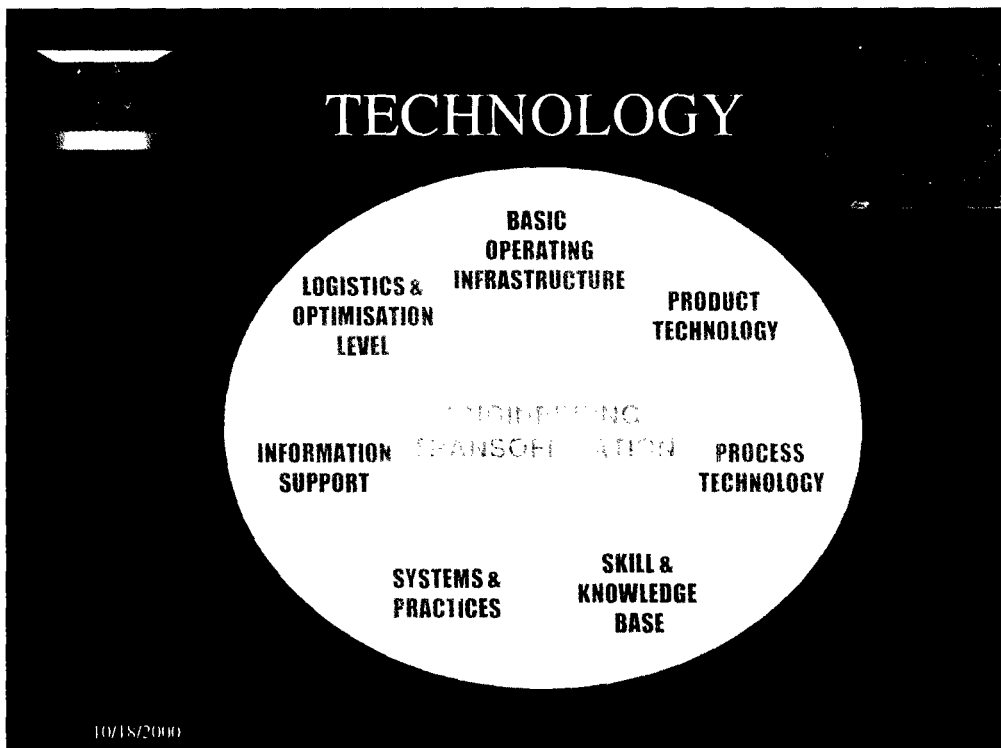 TECHNOLOGY
BASIC
OPERATING
INFRASTRUCTURE
LOGISTICS &
OPTIMISATION
LEVEL
PRODUCT
TECHNOLOGY
INFORMATION
SUPPORT
PROCESS
TECHNOLOGY
SYSTEMS &
PRACTICES
SKILL &
KNOWLEDGE
BASE
10/18/2000